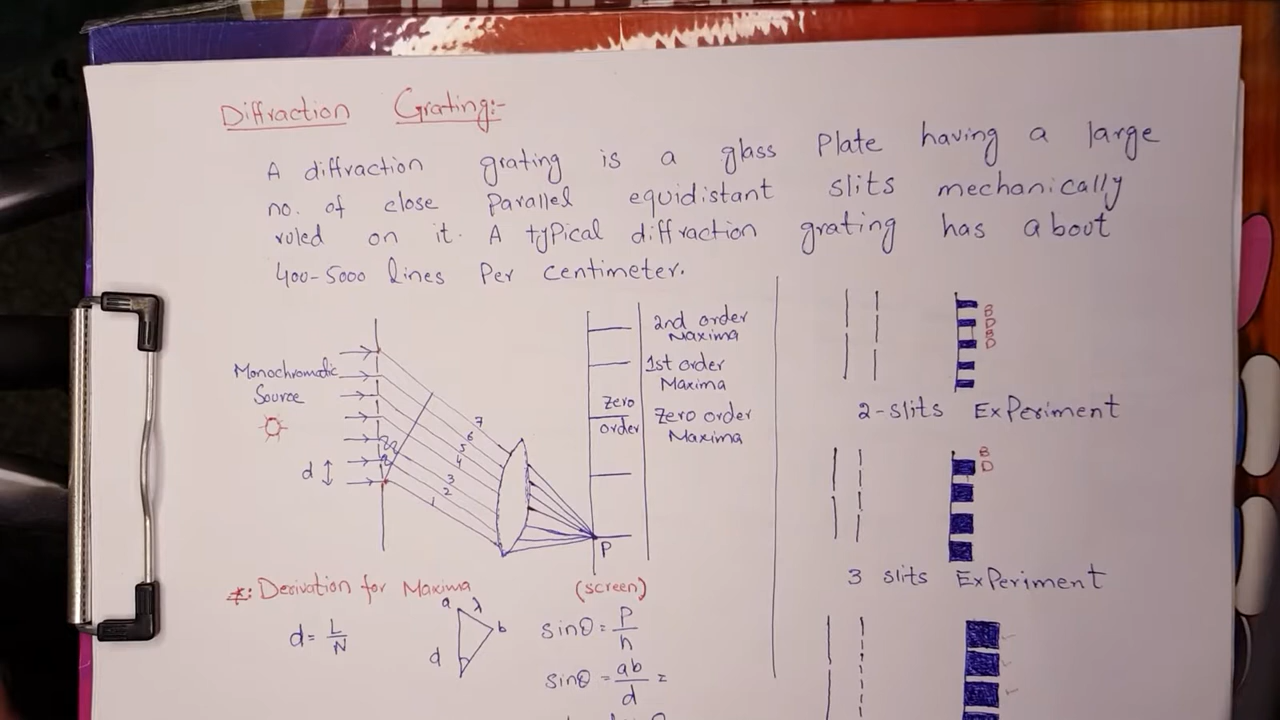 Diffraction Grating:-
A diffraction grating is a glass Plate having a large
no. of close Parallel equidistant slits mechanically
ruled on it. A tyPical diffraction grating has about
400-5000 lines Per centimeter.
Monochromatic
Source
d
1
2
3
4
5
6
7
P
Zero
order
2nd order
Maxima
1st order
Maxima
Zero order
Maxima
(screen)
B
D
B
D
2-slits ExPeriment
B
D
3 slits ExPeriment
*: Derivation for Maxima
d = L/N
a
λ
b
d
sinθ = P/h
sinθ = ab/d =